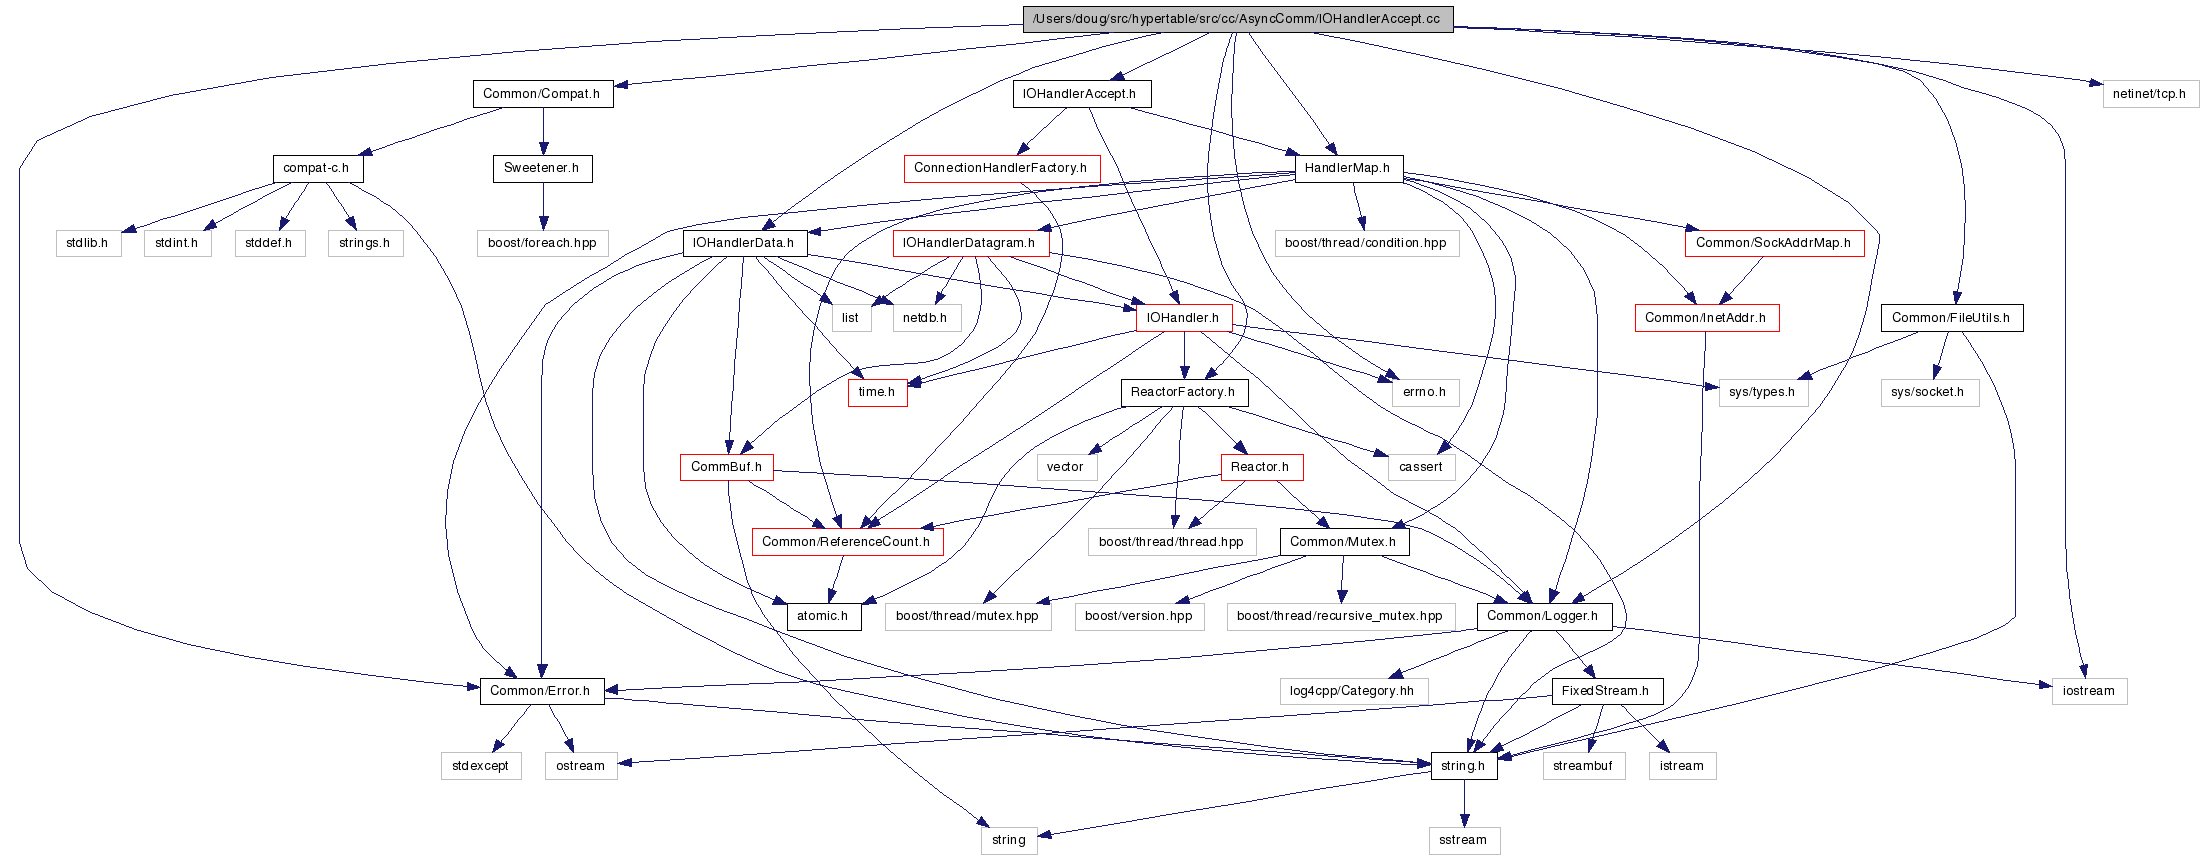 /Users/doug/src/hypertable/src/cc/AsyncComm/IOHandlerAccept.cc
Common/Compat.h
IOHandlerAccept.h
netinet/tcp.h
compat-c.h
Sweetener.h
ConnectionHandlerFactory.h
HandlerMap.h
stdlib.h
stdint.h
stddef.h
strings.h
boost/foreach.hpp
IOHandlerData.h
IOHandlerDatagram.h
boost/thread/condition.hpp
Common/SockAddrMap.h
list
netdb.h
IOHandler.h
Common/InetAddr.h
Common/FileUtils.h
time.h
ReactorFactory.h
errno.h
sys/types.h
sys/socket.h
CommBuf.h
vector
Reactor.h
cassert
Common/ReferenceCount.h
boost/thread/thread.hpp
Common/Mutex.h
atomic.h
boost/thread/mutex.hpp
boost/version.hpp
boost/thread/recursive_mutex.hpp
Common/Logger.h
Common/Error.h
log4cpp/Category.hh
FixedStream.h
iostream
stdexcept
ostream
string.h
streambuf
istream
string
sstream